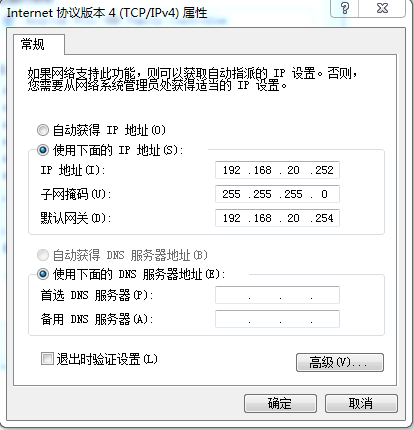 Internet 协议版本 4 (TCP/IPv4) 属性
常规
如果网络支持此功能，则可以获取自动指派的 IP 设置。否则，
您需要从网络系统管理员处获得适当的 IP 设置。
自动获得 IP 地址(O)
使用下面的 IP 地址(S):
IP 地址(I): 192 .168 . 20 .252
子网掩码(U): 255 .255 .255 . 0
默认网关(D): 192 .168 . 20 .254
自动获得 DNS 服务器地址(B)
使用下面的 DNS 服务器地址(E):
首选 DNS 服务器(P): . . .
备用 DNS 服务器(A): . . .
退出时验证设置(L)
高级(V)...
确定 取消